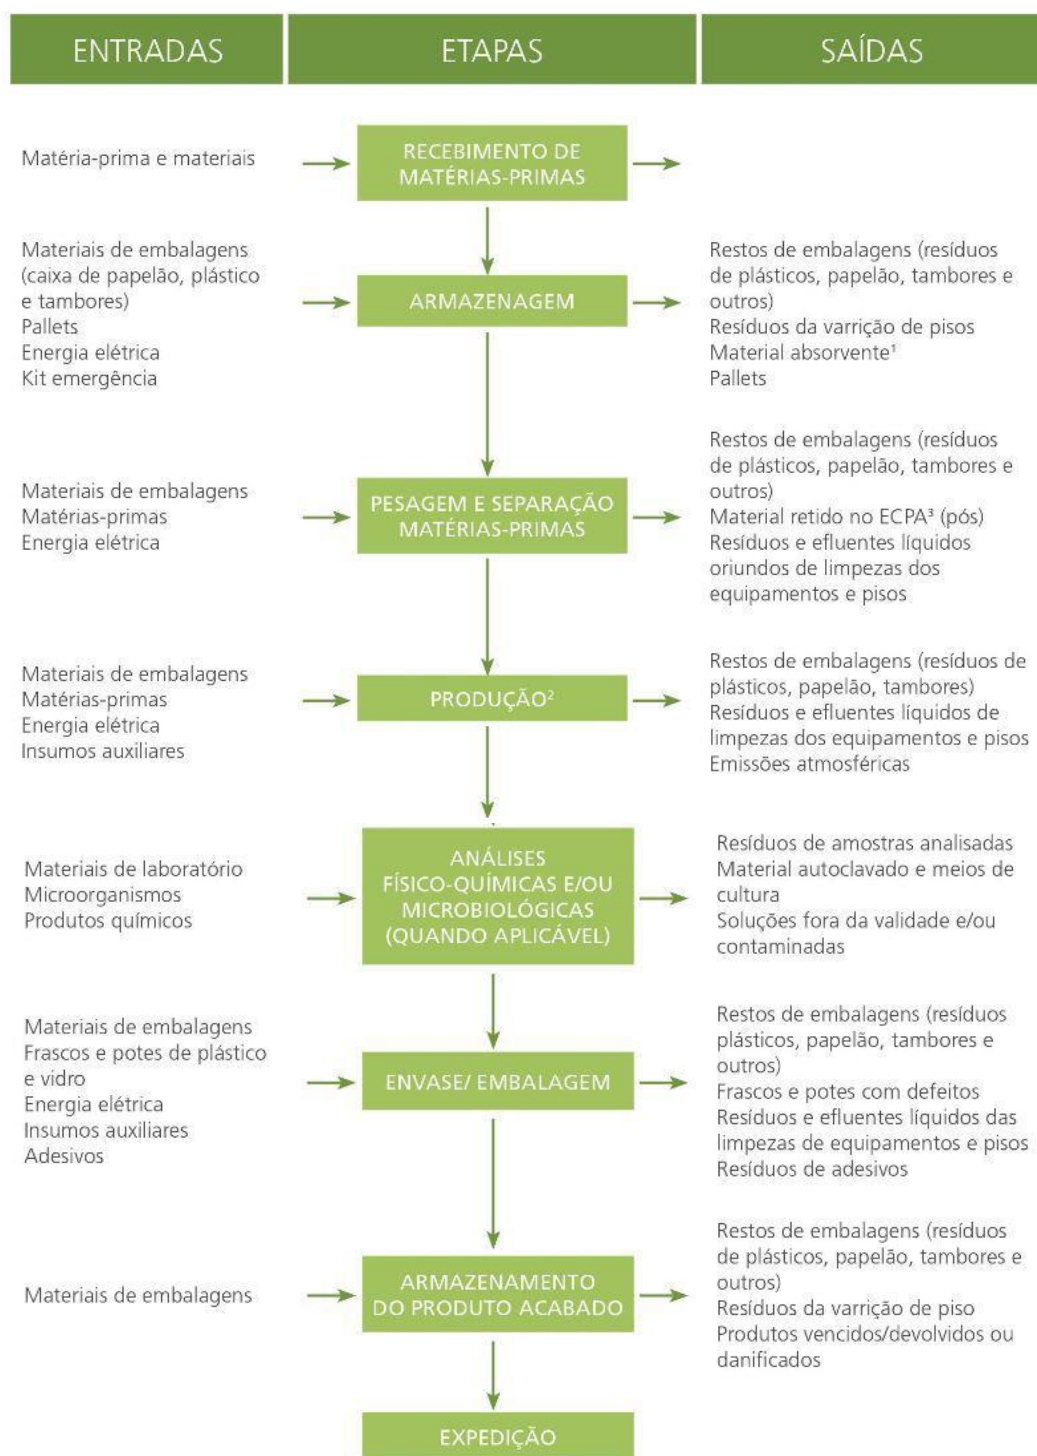 ENTRADAS
ETAPAS
SAÍDAS
Matéria-prima e materiais
RECEBIMENTO DE
MATÉRIAS-PRIMAS
Materiais de embalagens
(caixa de papelão, plástico
e tambores)
Pallets
Energia elétrica
Kit emergência
ARMAZENAGEM
Restos de embalagens (resíduos
de plásticos, papelão, tambores e
outros)
Resíduos da varrição de pisos
Material absorvente¹
Pallets
Materiais de embalagens
Matérias-primas
Energia elétrica
PESAGEM E SEPARAÇÃO
MATÉRIAS-PRIMAS
Restos de embalagens (resíduos
de plásticos, papelão, tambores e
outros)
Material retido no ECPA³ (pós)
Resíduos e efluentes líquidos
oriundos de limpezas dos
equipamentos e pisos
Materiais de embalagens
Matérias-primas
Energia elétrica
Insumos auxiliares
PRODUÇÃO²
Restos de embalagens (resíduos de
plásticos, papelão, tambores)
Resíduos e efluentes líquidos de
limpezas dos equipamentos e pisos
Emissões atmosféricas
Materiais de laboratório
Microorganismos
Produtos químicos
ANÁLISES
FÍSICO-QUÍMICAS E/OU
MICROBIOLÓGICAS
(QUANDO APLICÁVEL)
Resíduos de amostras analisadas
Material autoclavado e meios de
cultura
Soluções fora da validade e/ou
contaminadas
Materiais de embalagens
Frascos e potes de plástico
e vidro
Energia elétrica
Insumos auxiliares
Adesivos
ENVASE/ EMBALAGEM
Restos de embalagens (resíduos
plásticos, papelão, tambores e
outros)
Frascos e potes com defeitos
Resíduos e efluentes líquidos das
limpezas de equipamentos e pisos
Resíduos de adesivos
Materiais de embalagens
ARMAZENAMENTO
DO PRODUTO ACABADO
Restos de embalagens (resíduos
de plásticos, papelão, tambores e
outros)
Resíduos da varrição de piso
Produtos vencidos/devolvidos ou
danificados
EXPEDIÇÃO